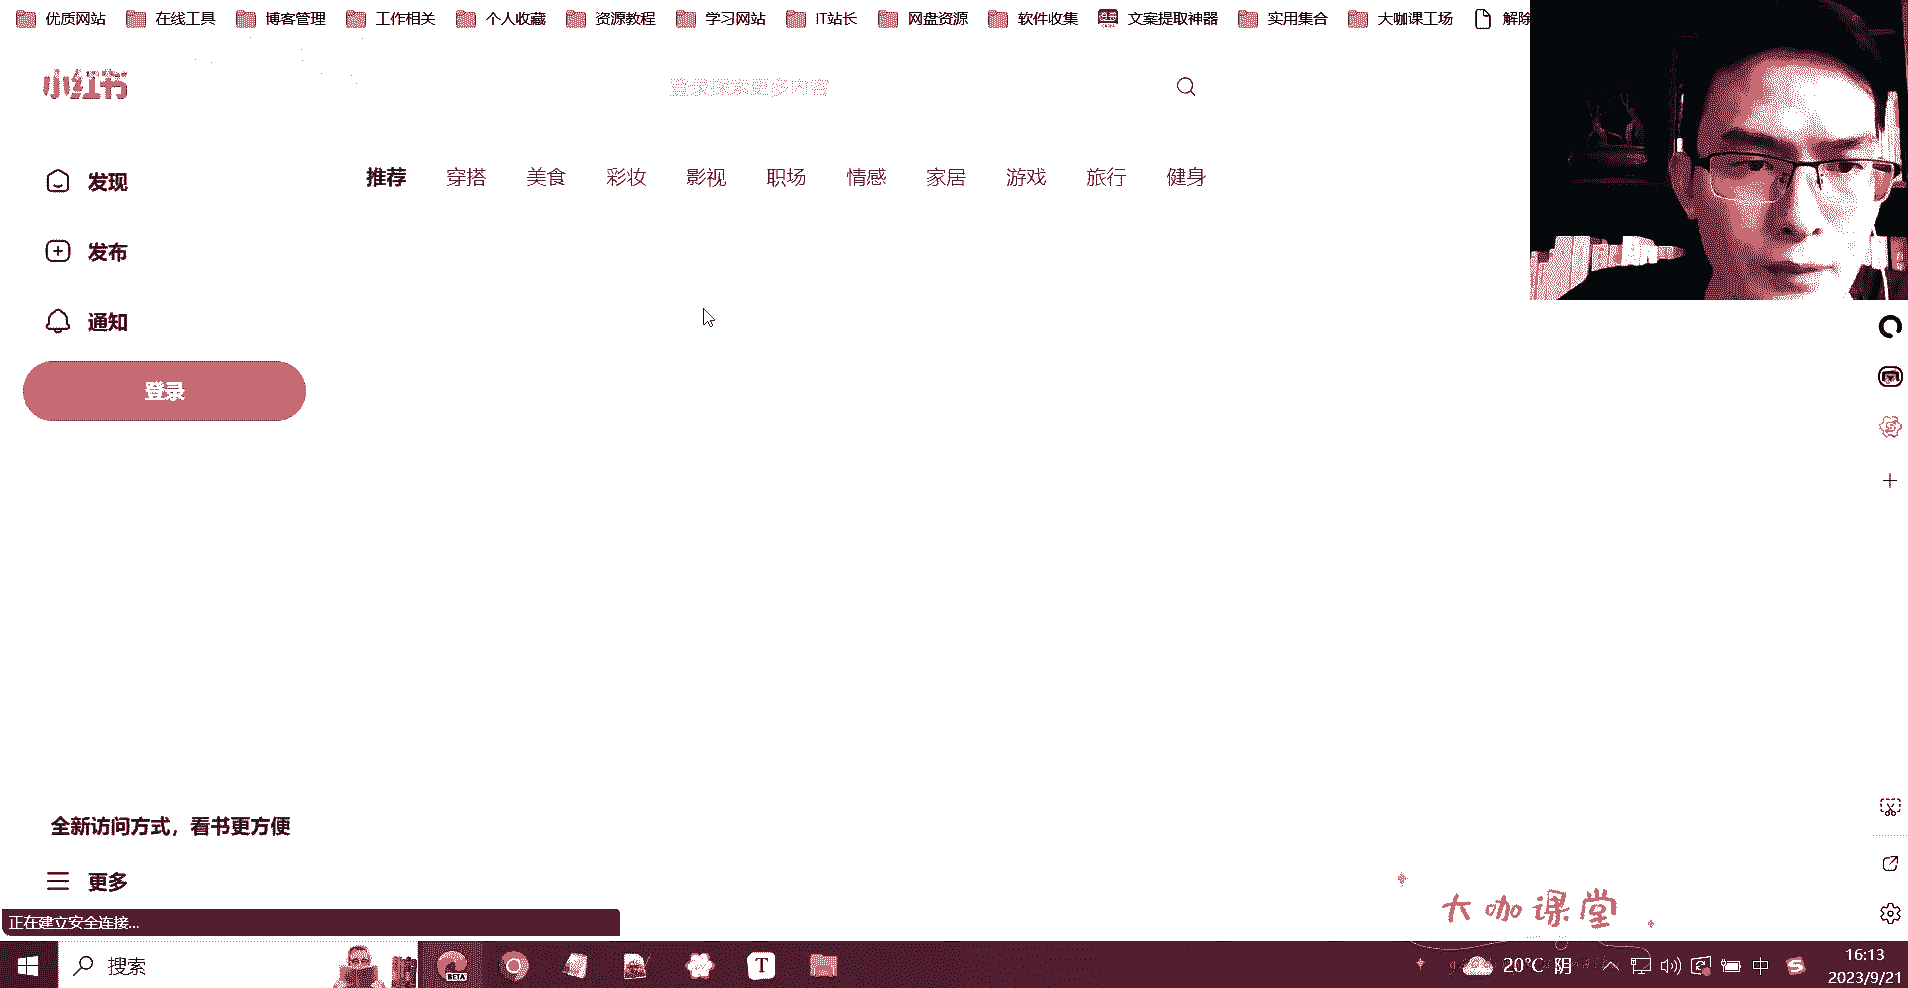 优质网站 在线工具 博客管理 工作相关 个人收藏 资源教程 学习网站 IT站长 网盘资源 软件收集 文案提取神器 实用集合 大咖课工场 解除
小红书
登录探索更多内容
推荐 穿搭 美食 彩妆 影视 职场 情感 家居 游戏 旅行 健身
发现
发布
通知
登录
全新访问方式，看书更方便
更多
正在建立安全连接...
大咖课堂
搜索
BETA
T
20°C 阴
中
16:13
2023/9/21